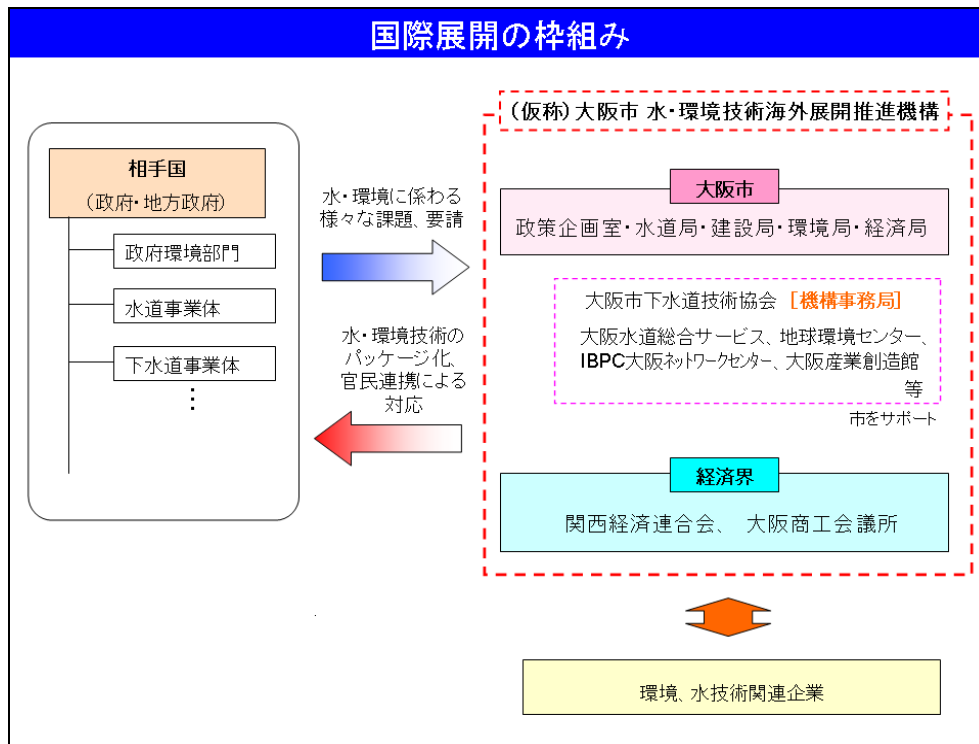 国際展開の枠組み
(仮称)大阪市 水・環境技術海外展開推進機構
相手国
(政府・地方政府)
政府環境部門
水道事業体
下水道事業体
⋮
水・環境に係わる
様々な課題、要請
水・環境技術の
パッケージ化、
官民連携による
対応
大阪市
政策企画室・水道局・建設局・環境局・経済局
大阪市下水道技術協会 [機構事務局]
大阪水道総合サービス、地球環境センター、
IBPC大阪ネットワークセンター、大阪産業創造館
等
市をサポート
経済界
関西経済連合会、 大阪商工会議所
環境、水技術関連企業